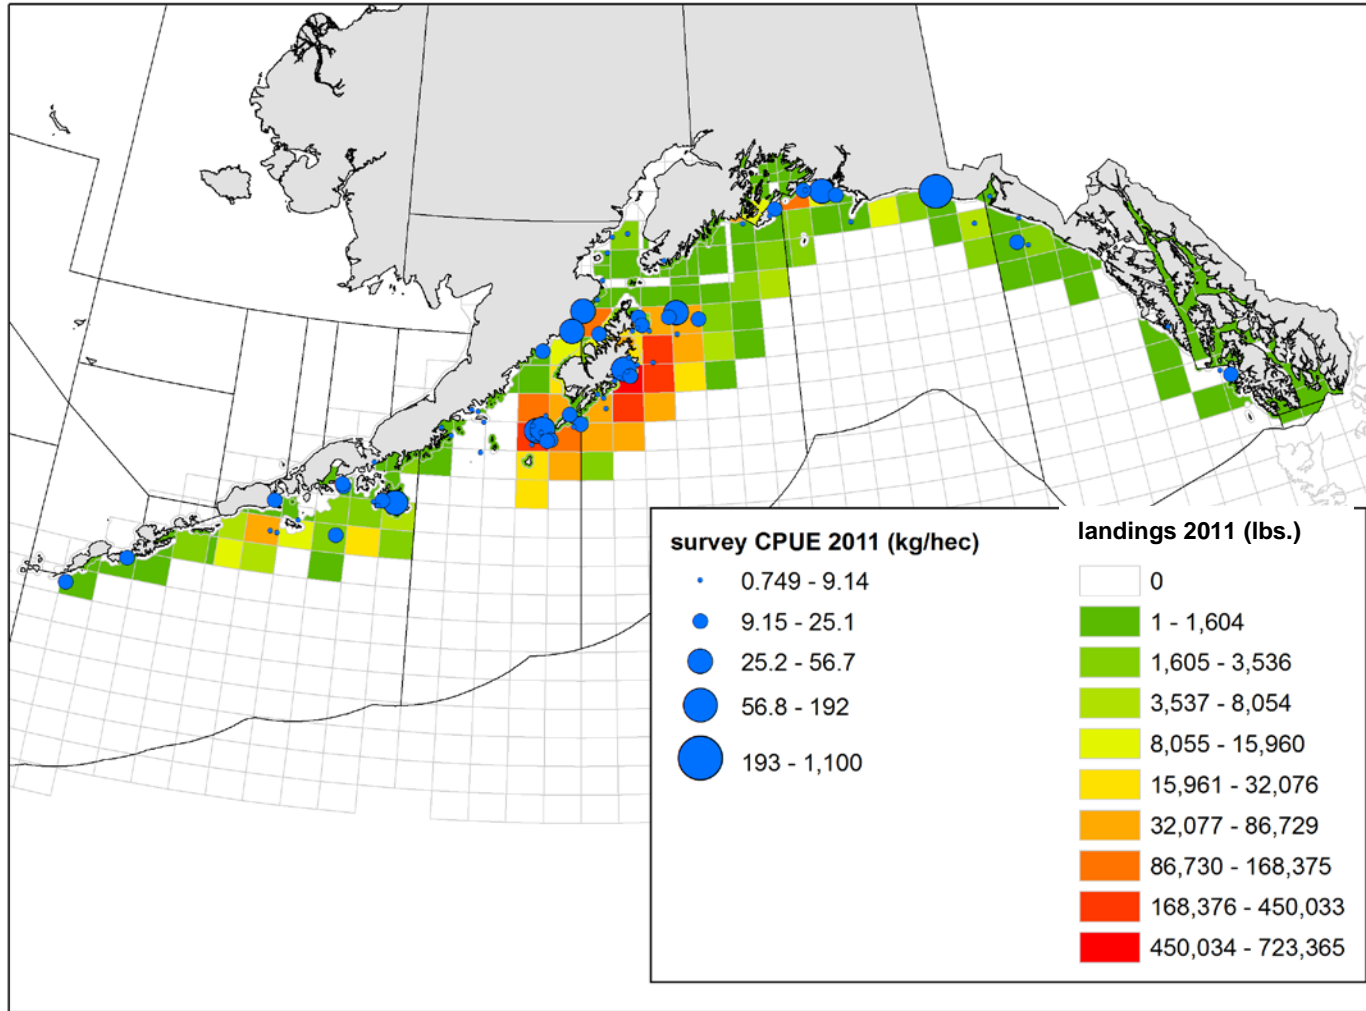 survey CPUE 2011 (kg/hec)
0.749 - 9.14
9.15 - 25.1
25.2 - 56.7
56.8 - 192
193 - 1,100
landings 2011 (lbs.)
0
1 - 1,604
1,605 - 3,536
3,537 - 8,054
8,055 - 15,960
15,961 - 32,076
32,077 - 86,729
86,730 - 168,375
168,376 - 450,033
450,034 - 723,365